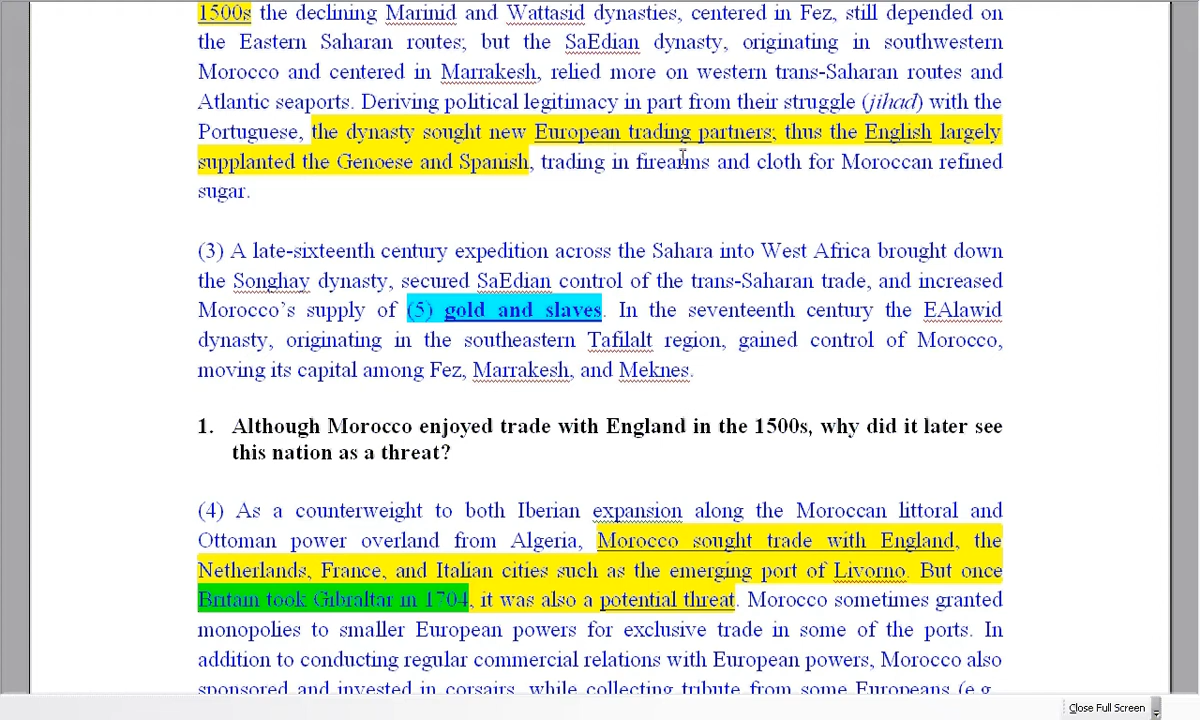 1500s the declining Marinid and Wattasid dynasties, centered in Fez, still depended on
the Eastern Saharan routes; but the SaEdian dynasty, originating in southwestern
Morocco and centered in Marrakesh, relied more on western trans-Saharan routes and
Atlantic seaports. Deriving political legitimacy in part from their struggle (jihad) with the
Portuguese, the dynasty sought new European trading partners; thus the English largely
supplanted the Genoese and Spanish, trading in firearms and cloth for Moroccan refined
sugar.
(3) A late-sixteenth century expedition across the Sahara into West Africa brought down
the Songhay dynasty, secured SaEdian control of the trans-Saharan trade, and increased
Morocco's supply of (5) gold and slaves. In the seventeenth century the EAlawid
dynasty, originating in the southeastern Tafilalt region, gained control of Morocco,
moving its capital among Fez, Marrakesh, and Meknes.
1. Although Morocco enjoyed trade with England in the 1500s, why did it later see
this nation as a threat?
(4) As a counterweight to both Iberian expansion along the Moroccan littoral and
Ottoman power overland from Algeria, Morocco sought trade with England, the
Netherlands, France, and Italian cities such as the emerging port of Livorno. But once
Britain took Gibraltar in 1704, it was also a potential threat. Morocco sometimes granted
monopolies to smaller European powers for exclusive trade in some of the ports. In
addition to conducting regular commercial relations with European powers, Morocco also
sponsored and invested in corsairs, while collecting tribute from some Europeans (e.g.,
Close Full Screen